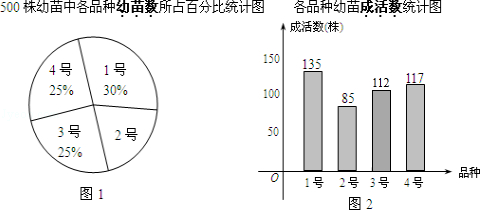 500 株幼苗中各品种幼苗数所占百分比统计图
4 号
25%
1 号
30%
3 号
25%
2 号
图 1
各品种幼苗成活数统计图
成活数(株)
150
100
50
135
85
112
117
O
1 号
2 号
3 号
4 号
品种
图 2